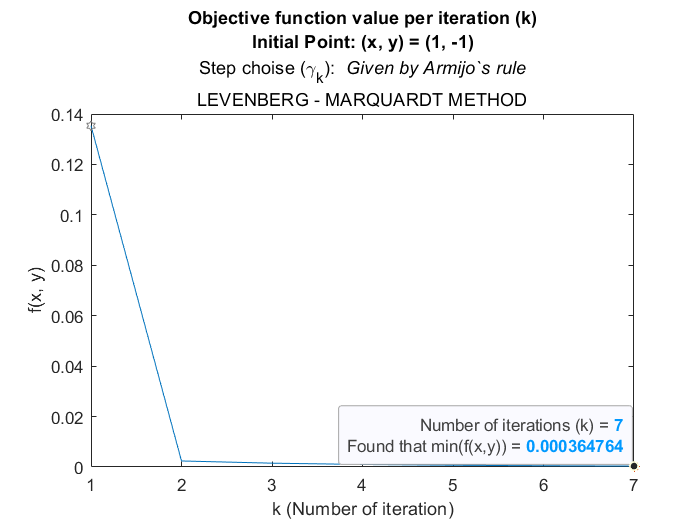 Objective function value per iteration (k)
Initial Point: (x, y) = (1, -1)
Step choise (γk):  Given by Armijo`s rule
LEVENBERG - MARQUARDT METHOD
0.14
0.12
0.1
0.08
0.06
0.04
0.02
0
f(x, y)
Number of iterations (k) = 7
Found that min(f(x,y)) = 0.000364764
1 2 3 4 5 6 7
k (Number of iteration)